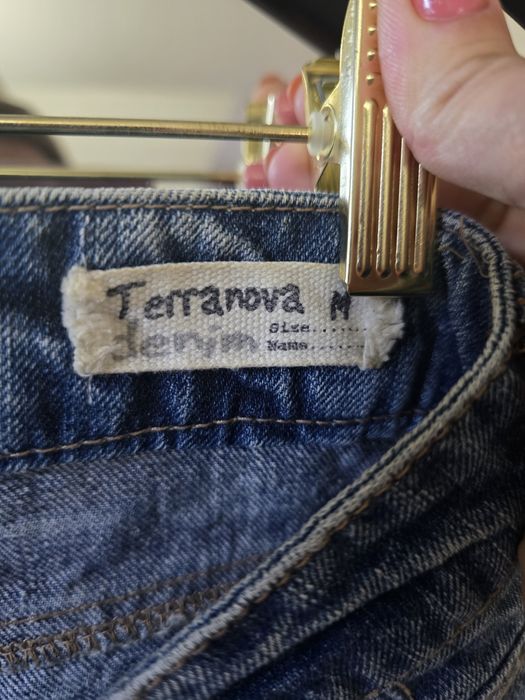 Terranova M
denim
Size......
Name......